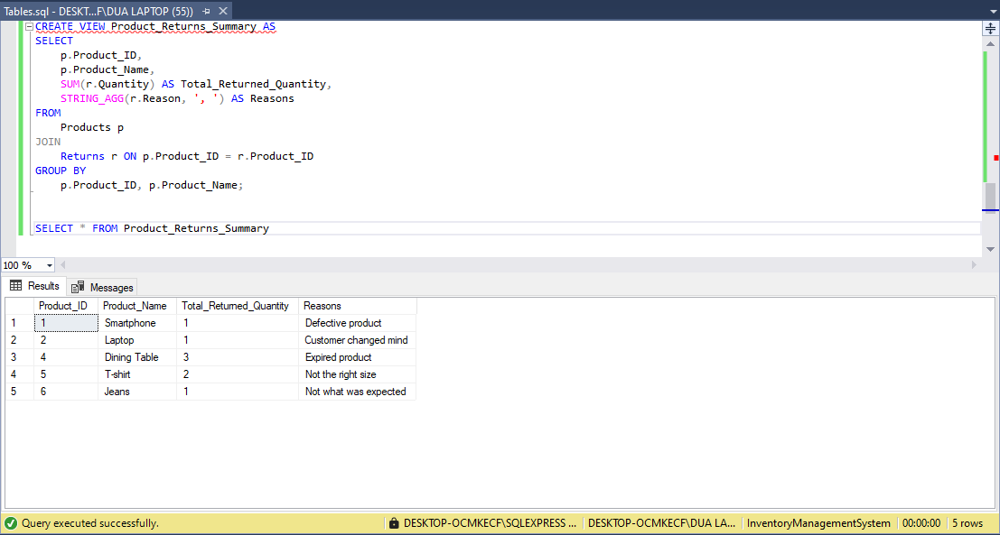 Tables.sql - DESKT...F\DUA LAPTOP (55))
CREATE VIEW Product_Returns_Summary AS
SELECT
    p.Product_ID,
    p.Product_Name,
    SUM(r.Quantity) AS Total_Returned_Quantity,
    STRING_AGG(r.Reason, ', ') AS Reasons
FROM
    Products p
JOIN
    Returns r ON p.Product_ID = r.Product_ID
GROUP BY
    p.Product_ID, p.Product_Name;
SELECT * FROM Product_Returns_Summary
100 %
Results Messages
Product_ID Product_Name Total_Returned_Quantity Reasons
1 1 Smartphone 1 Defective product
2 2 Laptop 1 Customer changed mind
3 4 Dining Table 3 Expired product
4 5 T-shirt 2 Not the right size
5 6 Jeans 1 Not what was expected
Query executed successfully. DESKTOP-OCMKECF\SQLEXPRESS ... DESKTOP-OCMKECF\DUA LA... InventoryManagementSystem 00:00:00 5 rows